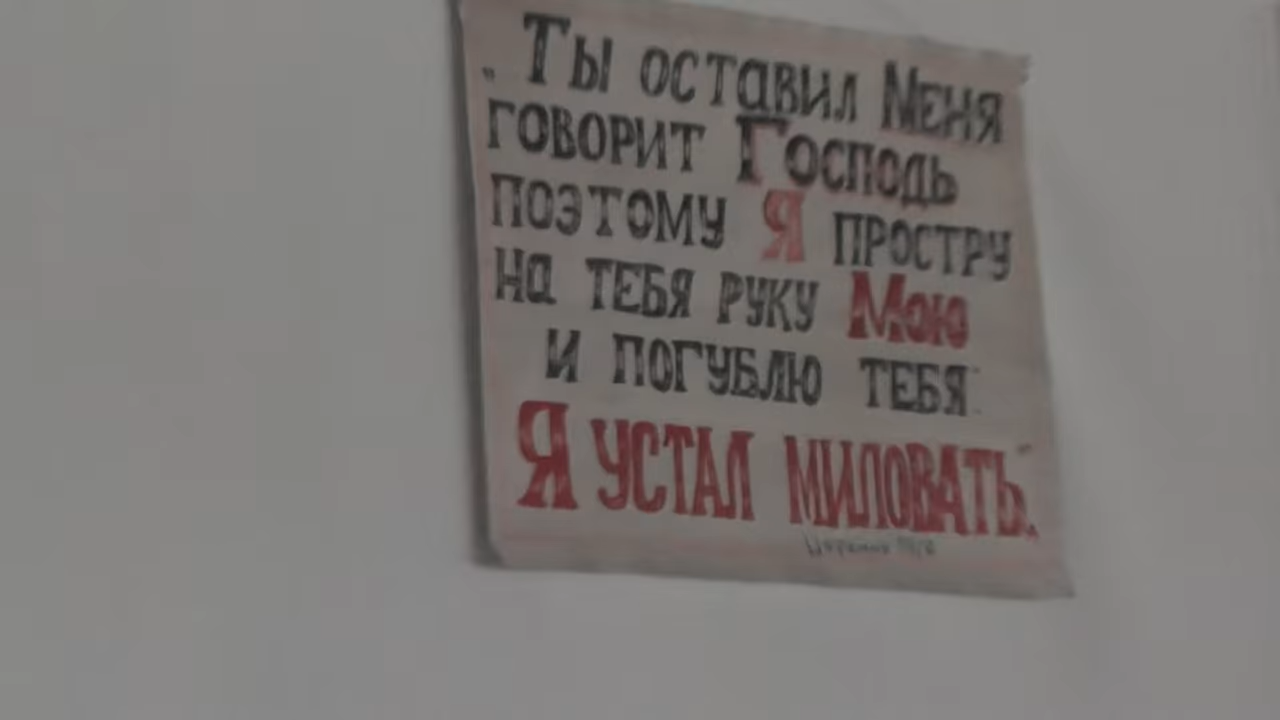 „Ты оставил Меня
говорит Господь
поэтому Я простру
на тебя руку Мою
и погублю тебя:
Я устал миловать."